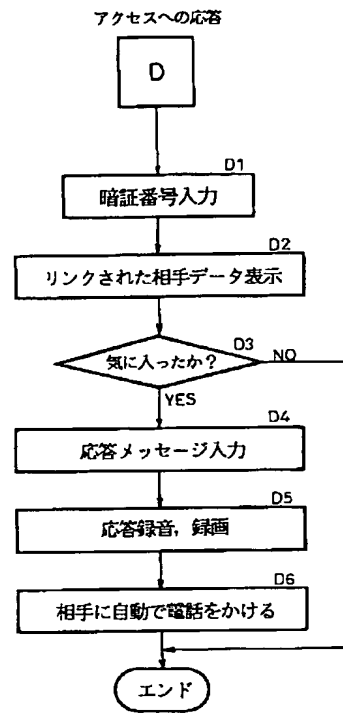 アクセスへの応答
D
D1
暗証番号入力
D2
リンクされた相手データ表示
D3
気に入ったか?
NO
YES
D4
応答メッセージ入力
D5
応答録音,録画
D6
相手に自動で電話をかける
エンド